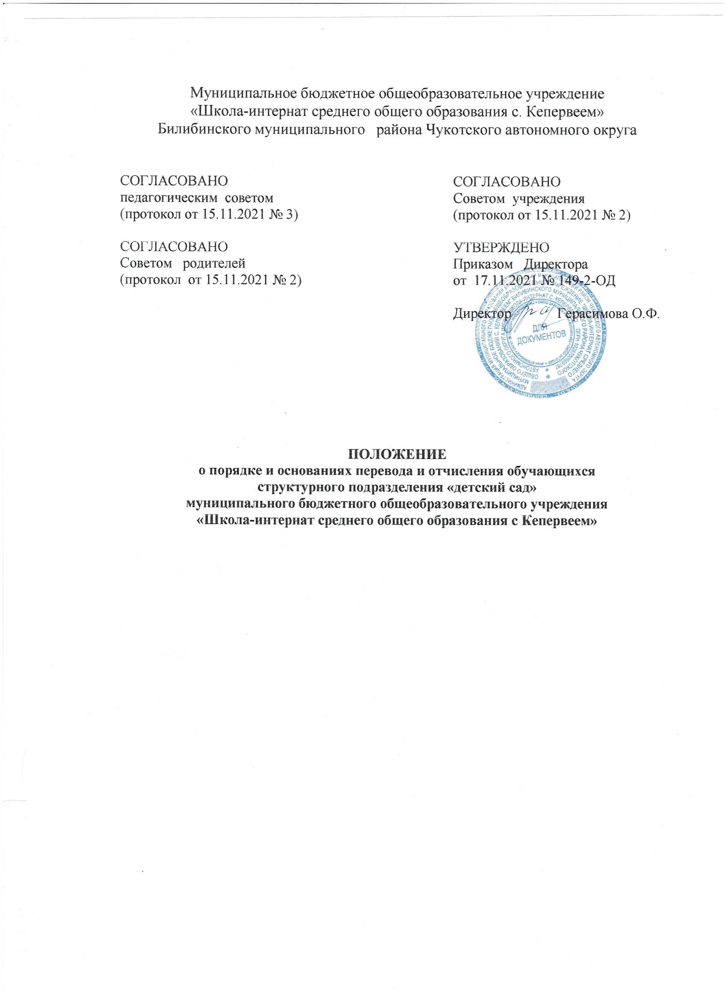 Муниципальное бюджетное общеобразовательное учреждение
«Школа-интернат среднего общего образования с. Кепервеем»
Билибинского муниципального района Чукотского автономного округа
СОГЛАСОВАНО
педагогическим советом
(протокол от 15.11.2021 № 3)
СОГЛАСОВАНО
Советом учреждения
(протокол от 15.11.2021 № 2)
СОГЛАСОВАНО
Советом родителей
(протокол от 15.11.2021 № 2)
УТВЕРЖДЕНО
Приказом Директора
от 17.11.2021 № 149-2-ОД
Директор Герасимова О.Ф.
ДЛЯ
ДОКУМЕНТОВ
ПОЛОЖЕНИЕ
о порядке и основаниях перевода и отчисления обучающихся
структурного подразделения «детский сад»
муниципального бюджетного общеобразовательного учреждения
«Школа-интернат среднего общего образования с Кепервеем»